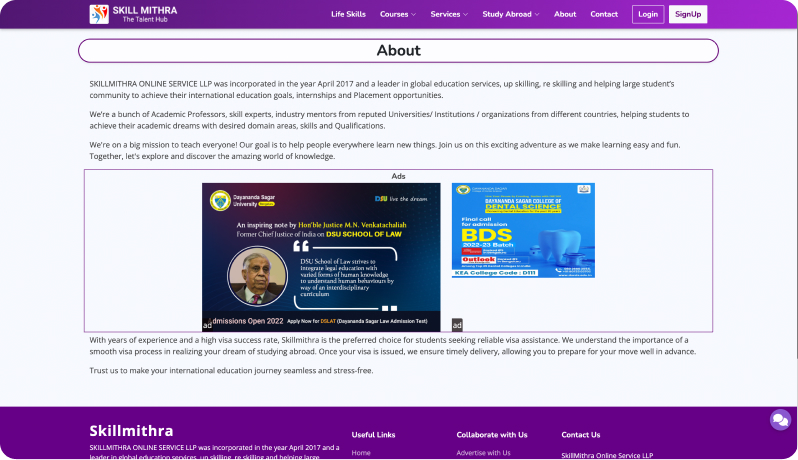 SKILL MITHRA
The Talent Hub
Life Skills
Courses
Services
Study Abroad
About
Contact
Login
SignUp
About
SKILLMITHRA ONLINE SERVICE LLP was incorporated in the year April 2017 and a leader in global education services, up skilling, re skilling and helping large student's
community to achieve their international education goals, internships and Placement opportunities.
We're a bunch of Academic Professors, skill experts, industry mentors from reputed Universities/ Institutions / organizations from different countries, helping students to
achieve their academic dreams with desired domain areas, skills and Qualifications.
We're on a big mission to teach everyone! Our goal is to help people everywhere learn new things. Join us on this exciting adventure as we make learning easy and fun.
Together, let's explore and discover the amazing world of knowledge.
Ads
Dayananda Sagar
University
DSU live the dream
An inspiring note by Hon'ble Justice M.N. Venkatachaliah
Former Chief Justice of India on DSU SCHOOL OF LAW
DSU School of Law strives to
integrate legal education with
varied forms of human knowledge
to understand human behaviours by
way of an interdisciplinary
curriculum
dmissions Open 2022 Apply Now for DSLAT (Dayananda Sagar Law Admission Test)
ad
DAYANANDA SAGAR COLLEGE OF
DENTAL SCIENCE
Final call
for admission
BDS
2022-23 Batch
Outlook
KEA College Code : D111
ad
With years of experience and a high visa success rate, Skillmithra is the preferred choice for students seeking reliable visa assistance. We understand the importance of a
smooth visa process in realizing your dream of studying abroad. Once your visa is issued, we ensure timely delivery, allowing you to prepare for your move well in advance.
Trust us to make your international education journey seamless and stress-free.
Skillmithra
SKILLMITHRA ONLINE SERVICE LLP was incorporated in the year April 2017 and a
leader in global education services, up skilling, re skilling and helping large
Useful Links
Home
Collaborate with Us
Advertise with Us
Contact Us
SkillMithra Online Service LLP